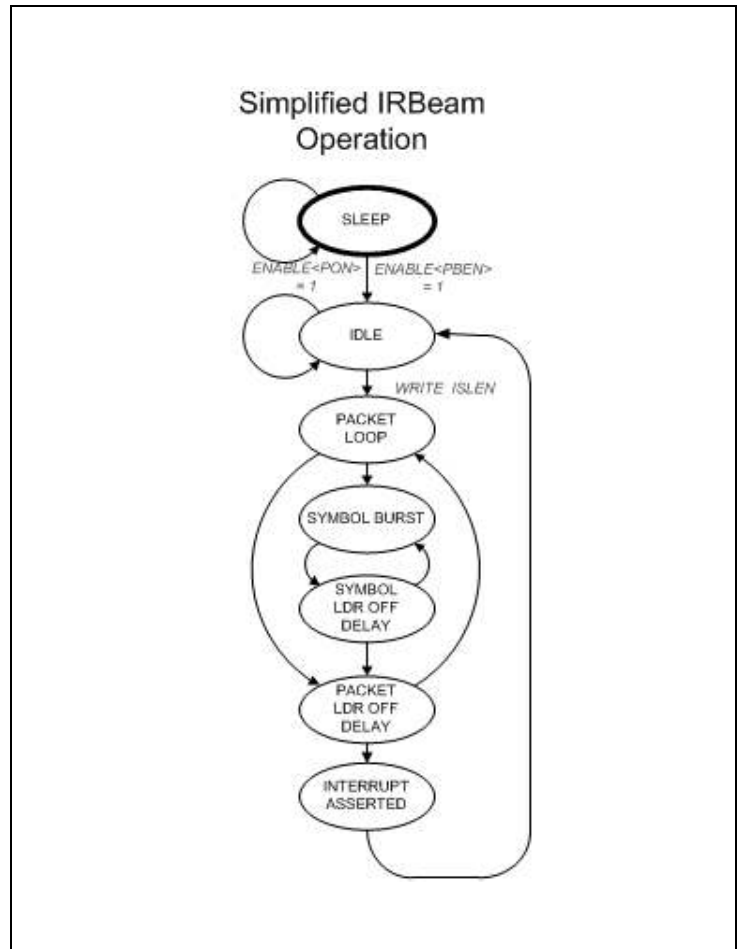 Simplified IRBeam
Operation
SLEEP
ENABLE<PON>
= 1
ENABLE<PBEN>
= 1
IDLE
WRITE ISLEN
PACKET
LOOP
SYMBOL BURST
SYMBOL
LDR OFF
DELAY
PACKET
LDR OFF
DELAY
INTERRUPT
ASSERTED